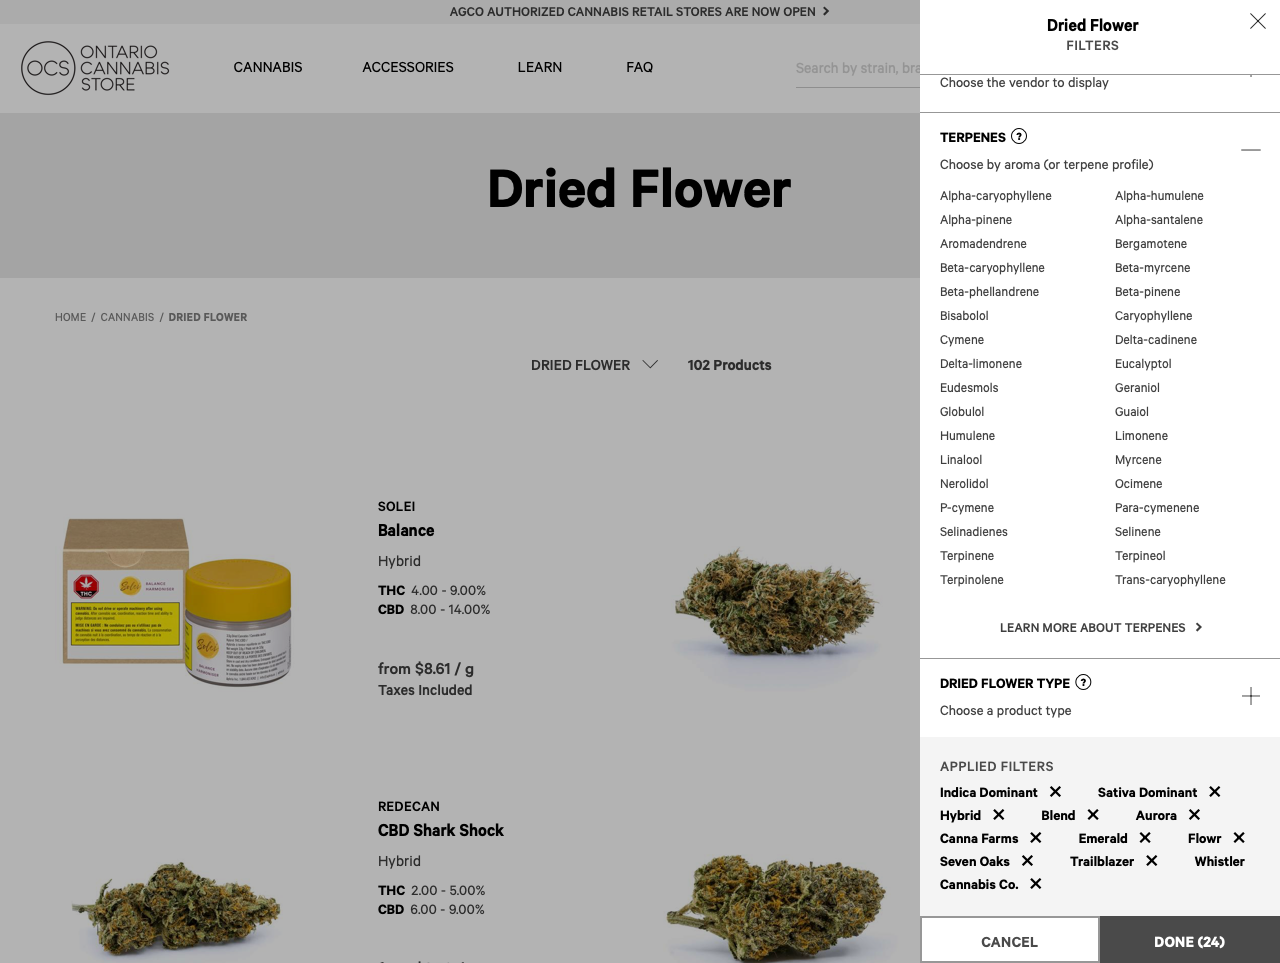 AGCO AUTHORIZED CANNABIS RETAIL STORES ARE NOW OPEN
OCS
ONTARIO
CANNABIS
STORE
CANNABIS
ACCESSORIES
LEARN
FAQ
Search by strain, bra
Dried Flower
HOME / CANNABIS / DRIED FLOWER
DRIED FLOWER
102 Products
SOLEI
Balance
Hybrid
THC 4.00 - 9.00%
CBD 8.00 - 14.00%
from $8.61 / g
Taxes Included
THC
Solei
BALANCE
Solei
BALANCE
REDECAN
CBD Shark Shock
Hybrid
THC 2.00 - 5.00%
CBD 6.00 - 9.00%
Dried Flower
FILTERS
Choose the vendor to display
TERPENES ?
Choose by aroma (or terpene profile)
Alpha-caryophyllene Alpha-humulene
Alpha-pinene Alpha-santalene
Aromadendrene Bergamotene
Beta-caryophyllene Beta-myrcene
Beta-phellandrene Beta-pinene
Bisabolol Caryophyllene
Cymene Delta-cadinene
Delta-limonene Eucalyptol
Eudesmols Geraniol
Globulol Guaiol
Humulene Limonene
Linalool Myrcene
Nerolidol Ocimene
P-cymene Para-cymenene
Selinadienes Selinene
Terpinene Terpineol
Terpinolene Trans-caryophyllene
LEARN MORE ABOUT TERPENES
DRIED FLOWER TYPE ?
Choose a product type
APPLIED FILTERS
Indica Dominant Sativa Dominant
Hybrid Blend Aurora
Canna Farms Emerald Flowr
Seven Oaks Trailblazer Whistler
Cannabis Co.
CANCEL
DONE (24)